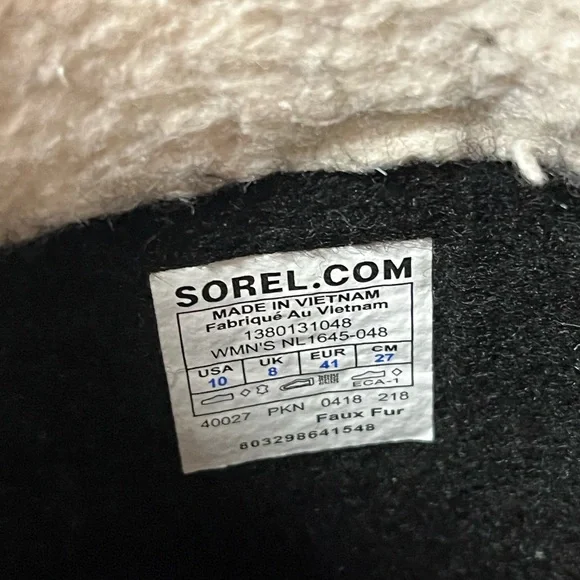 SOREL.COM
MADE IN VIETNAM
Fabriqué Au Vietnam
1380131048
WMN'S NL1645-048
USA UK EUR CM
10 8 41 27
ECA-1
40027 PKN 0418 218
Faux Fur
803298641548